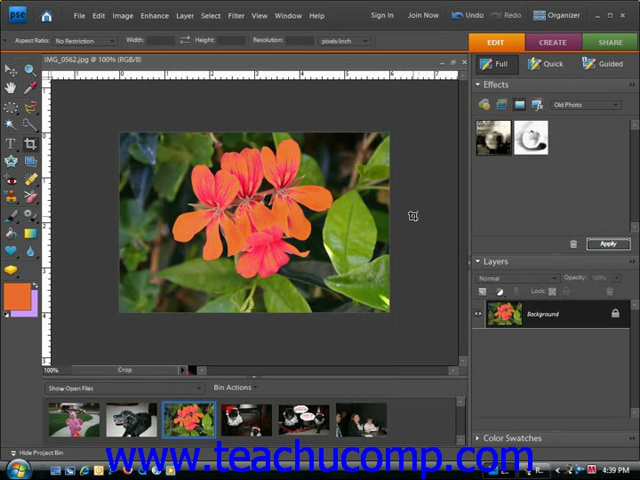 pse File Edit Image Enhance Layer Select Filter View Window Help Sign In Join Now Undo Redo Organizer
Aspect Ratio: No Restriction Width: Height: Resolution: pixels/inch EDIT CREATE SHARE
IMG_0562.jpg @ 100% (RGB/8) Full Quick Guided
Effects
Old Photo
Apply
Layers
Normal Opacity: 100%
Lock:
Background
100% Crop
Show Open Files Bin Actions
Color Swatches
Hide Project Bin
www.teachucomp.com
4:39 PM